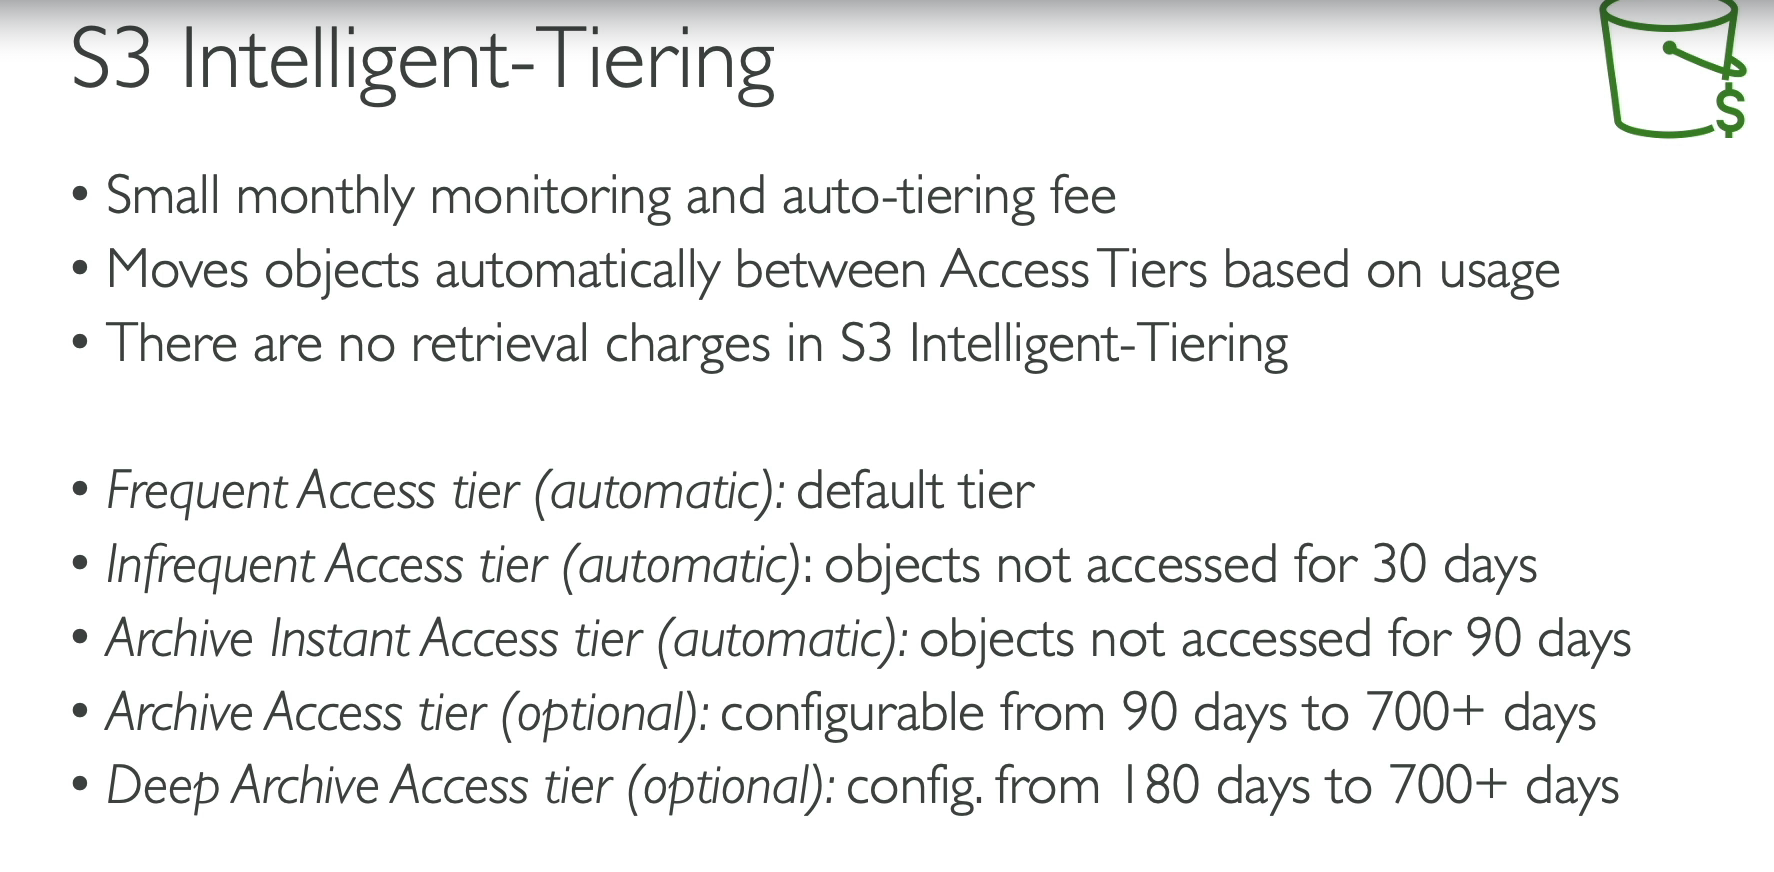 S3 Intelligent-Tiering
$
• Small monthly monitoring and auto-tiering fee
• Moves objects automatically between Access Tiers based on usage
• There are no retrieval charges in S3 Intelligent-Tiering
• Frequent Access tier (automatic): default tier
• Infrequent Access tier (automatic): objects not accessed for 30 days
• Archive Instant Access tier (automatic): objects not accessed for 90 days
• Archive Access tier (optional): configurable from 90 days to 700+ days
• Deep Archive Access tier (optional): config. from 180 days to 700+ days